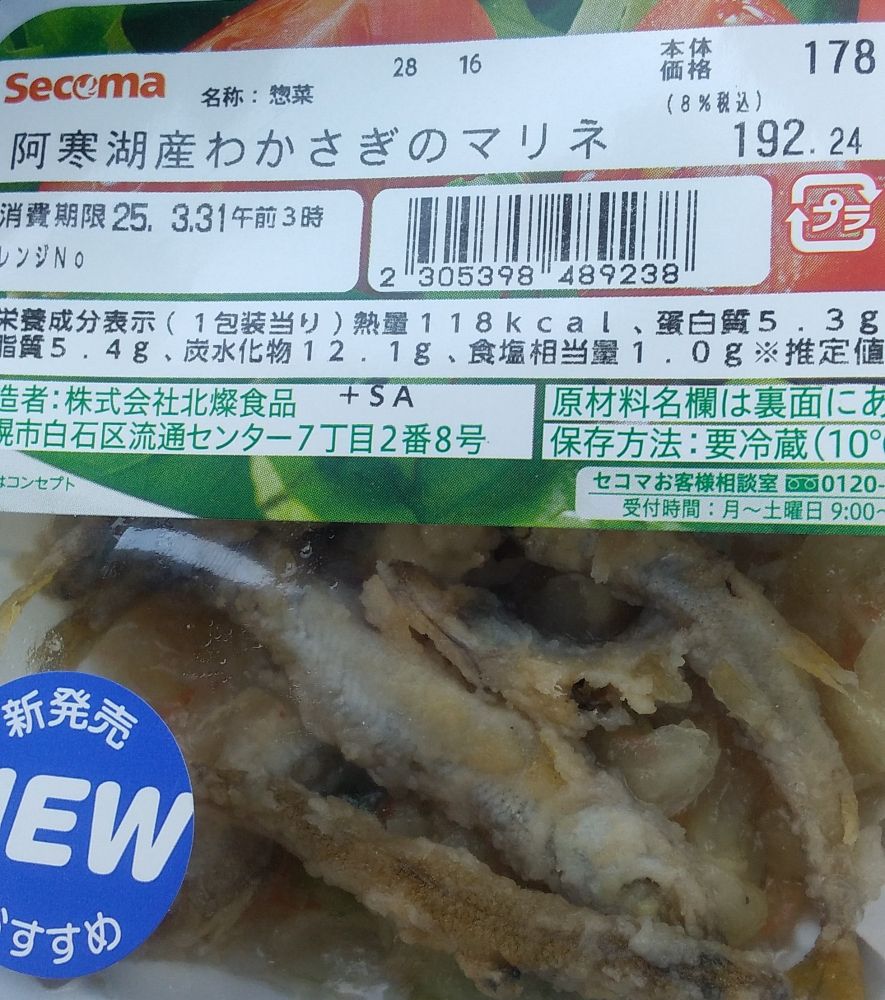 Secoma
名称：惣菜
28 16
本体価格 178
(8%税込)
阿寒湖産わかさぎのマリネ
192.24
消費期限 25. 3.31午前3時
レンジNo
2 305398 489238
プラ
栄養成分表示(1包装当り)熱量118kcal、蛋白質5.3g
脂質5.4g、炭水化物12.1g、食塩相当量1.0g※推定値
造者：株式会社北燦食品 +SA
幌市白石区流通センター7丁目2番8号
原材料名欄は裏面にあ
保存方法：要冷蔵(10℃
はコンセプト
セコマお客様相談室 0120-
受付時間：月～土曜日 9:00～
新発売
NEW
おすすめ